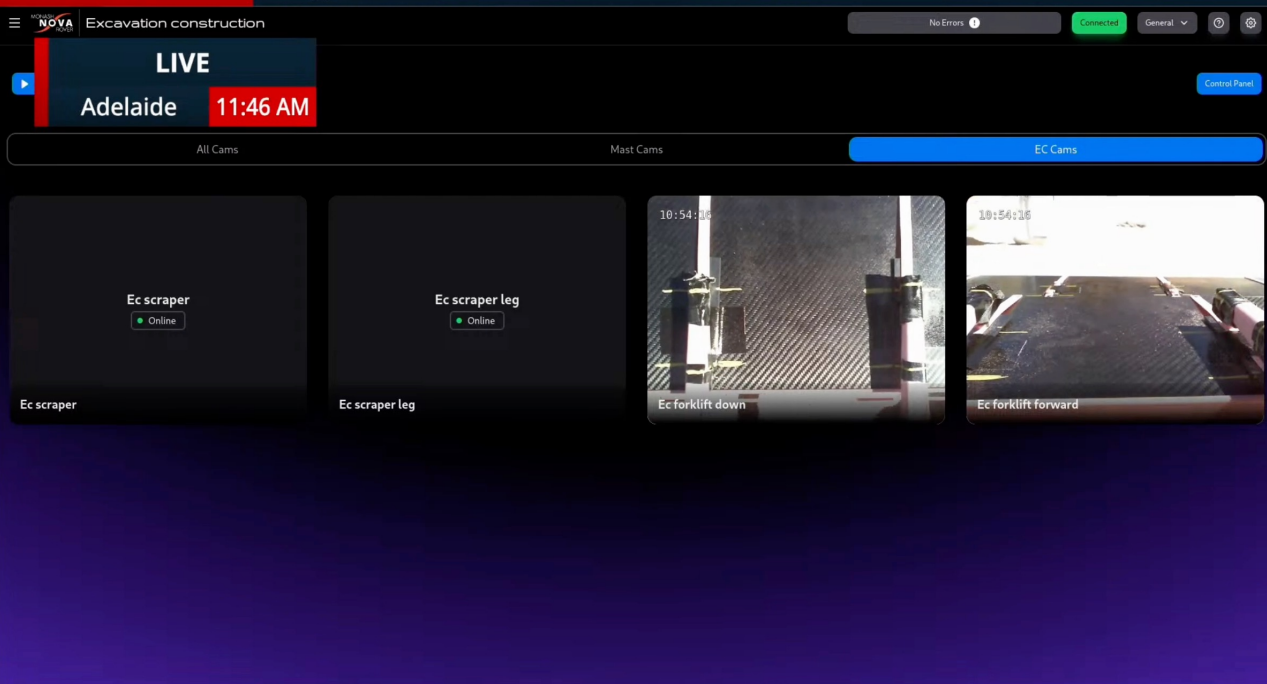 MONASH
NOVA
ROVER
Excavation construction
No Errors
Connected
General
LIVE
Adelaide
11:46 AM
Control Panel
All Cams
Mast Cams
EC Cams
10:54:16
10:54:16
Ec scraper
Online
Ec scraper leg
Online
Ec scraper
Ec scraper leg
Ec forklift down
Ec forklift forward